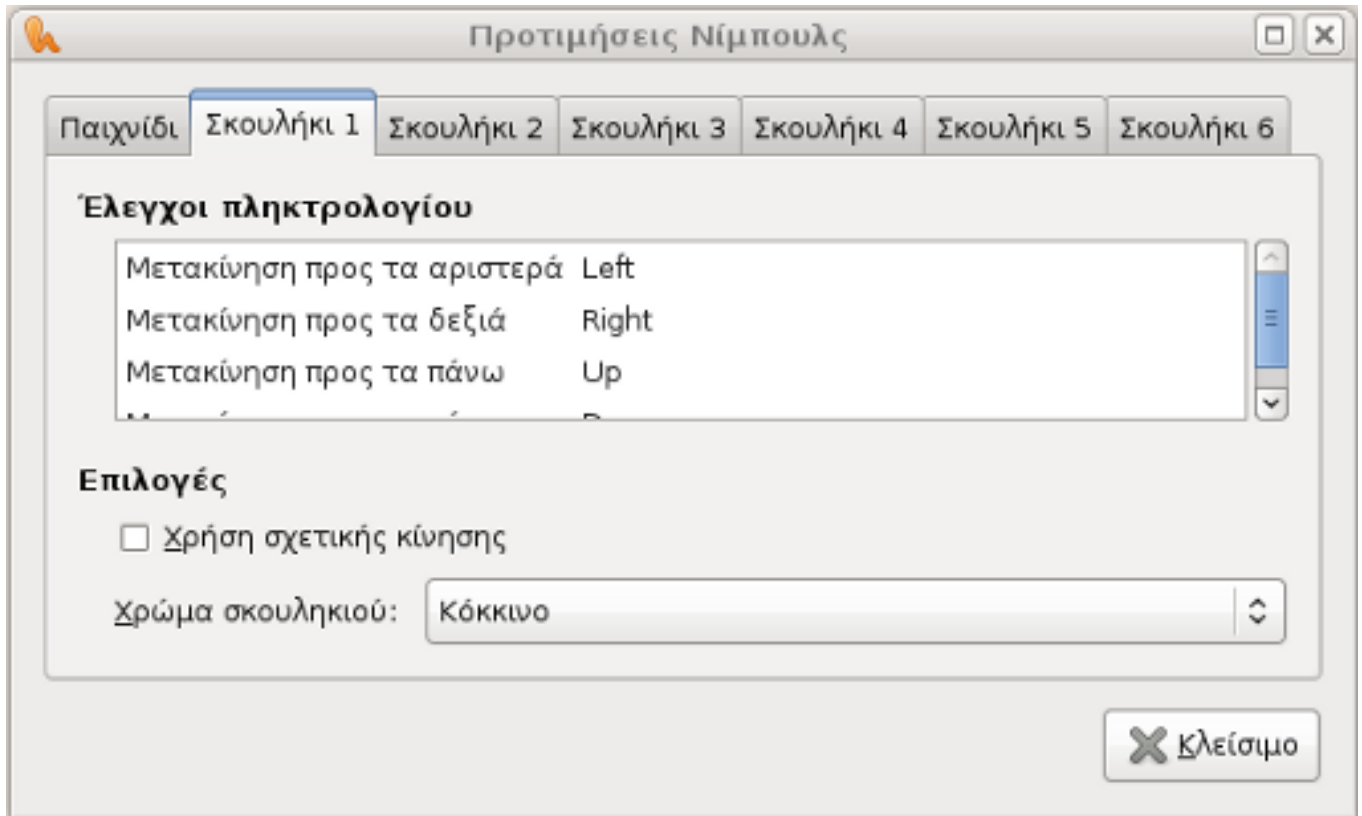 Προτιμήσεις Νίμπουλς
Παιχνίδι Σκουλήκι 1 Σκουλήκι 2 Σκουλήκι 3 Σκουλήκι 4 Σκουλήκι 5 Σκουλήκι 6
Έλεγχοι πληκτρολογίου
Μετακίνηση προς τα αριστερά Left
Μετακίνηση προς τα δεξιά Right
Μετακίνηση προς τα πάνω Up
Επιλογές
Χρήση σχετικής κίνησης
Χρώμα σκουληκιού: Κόκκινο
Κλείσιμο